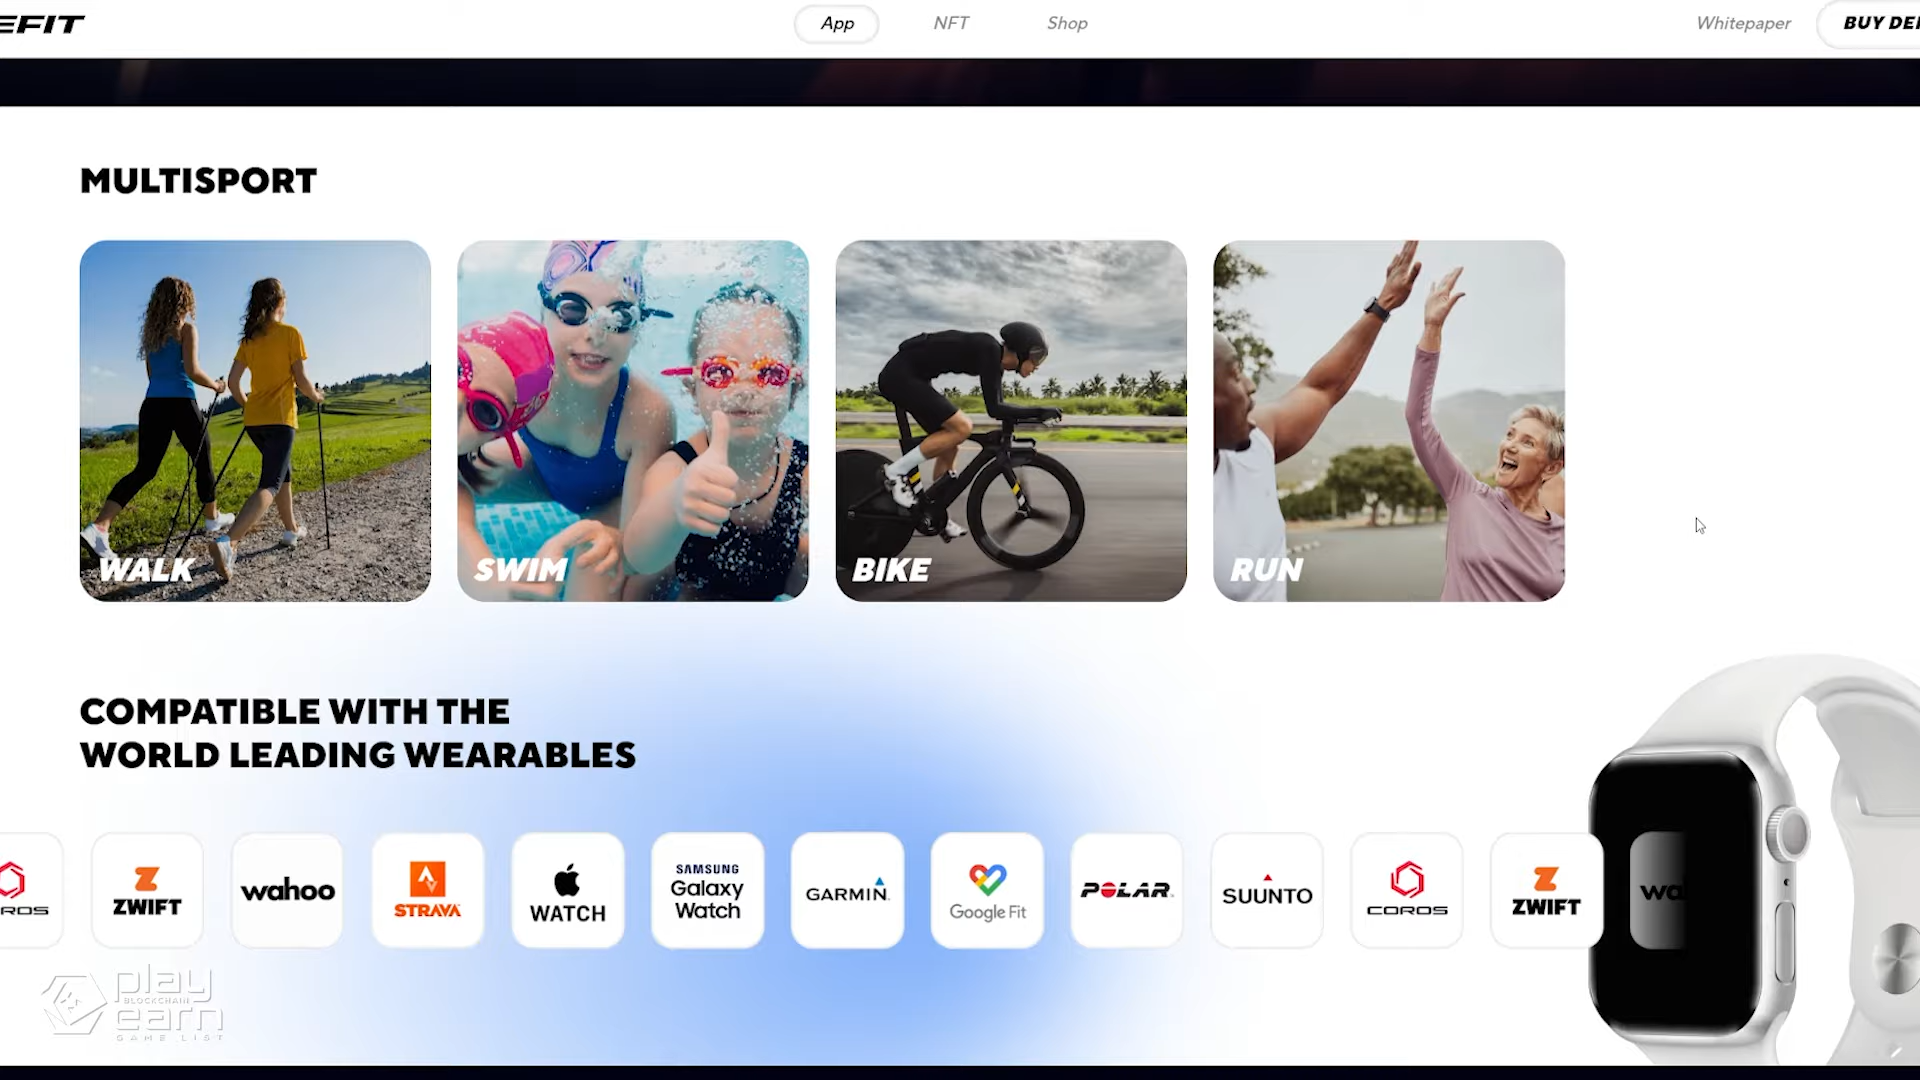 EFIT
App
NFT
Shop
Whitepaper
BUY DE
MULTISPORT
WALK
SWIM
BIKE
RUN
COMPATIBLE WITH THE
WORLD LEADING WEARABLES
ROS
ZWIFT
wahoo
STRAVA
WATCH
SAMSUNG
Galaxy
Watch
GARMIN
Google Fit
POLAR
SUUNTO
COROS
ZWIFT
wa
play
BLOCKCHAIN
earn
GAME LIST